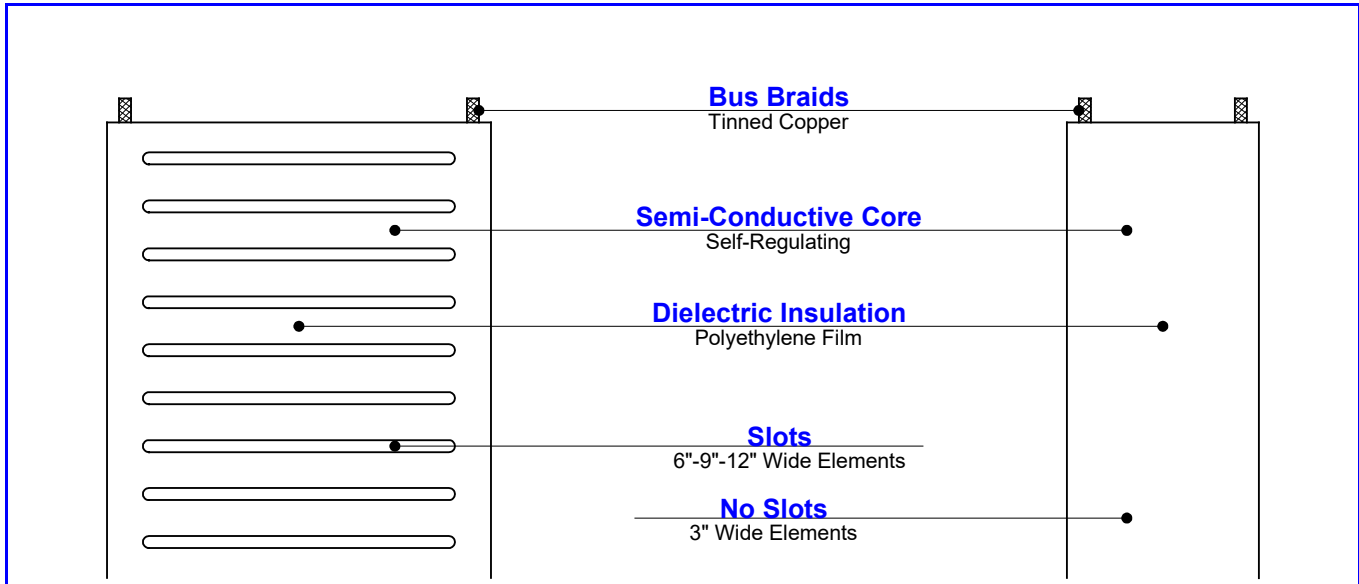 Bus Braids
Tinned Copper
Semi-Conductive Core
Self-Regulating
Dielectric Insulation
Polyethylene Film
Slots
6"-9"-12" Wide Elements
No Slots
3" Wide Elements